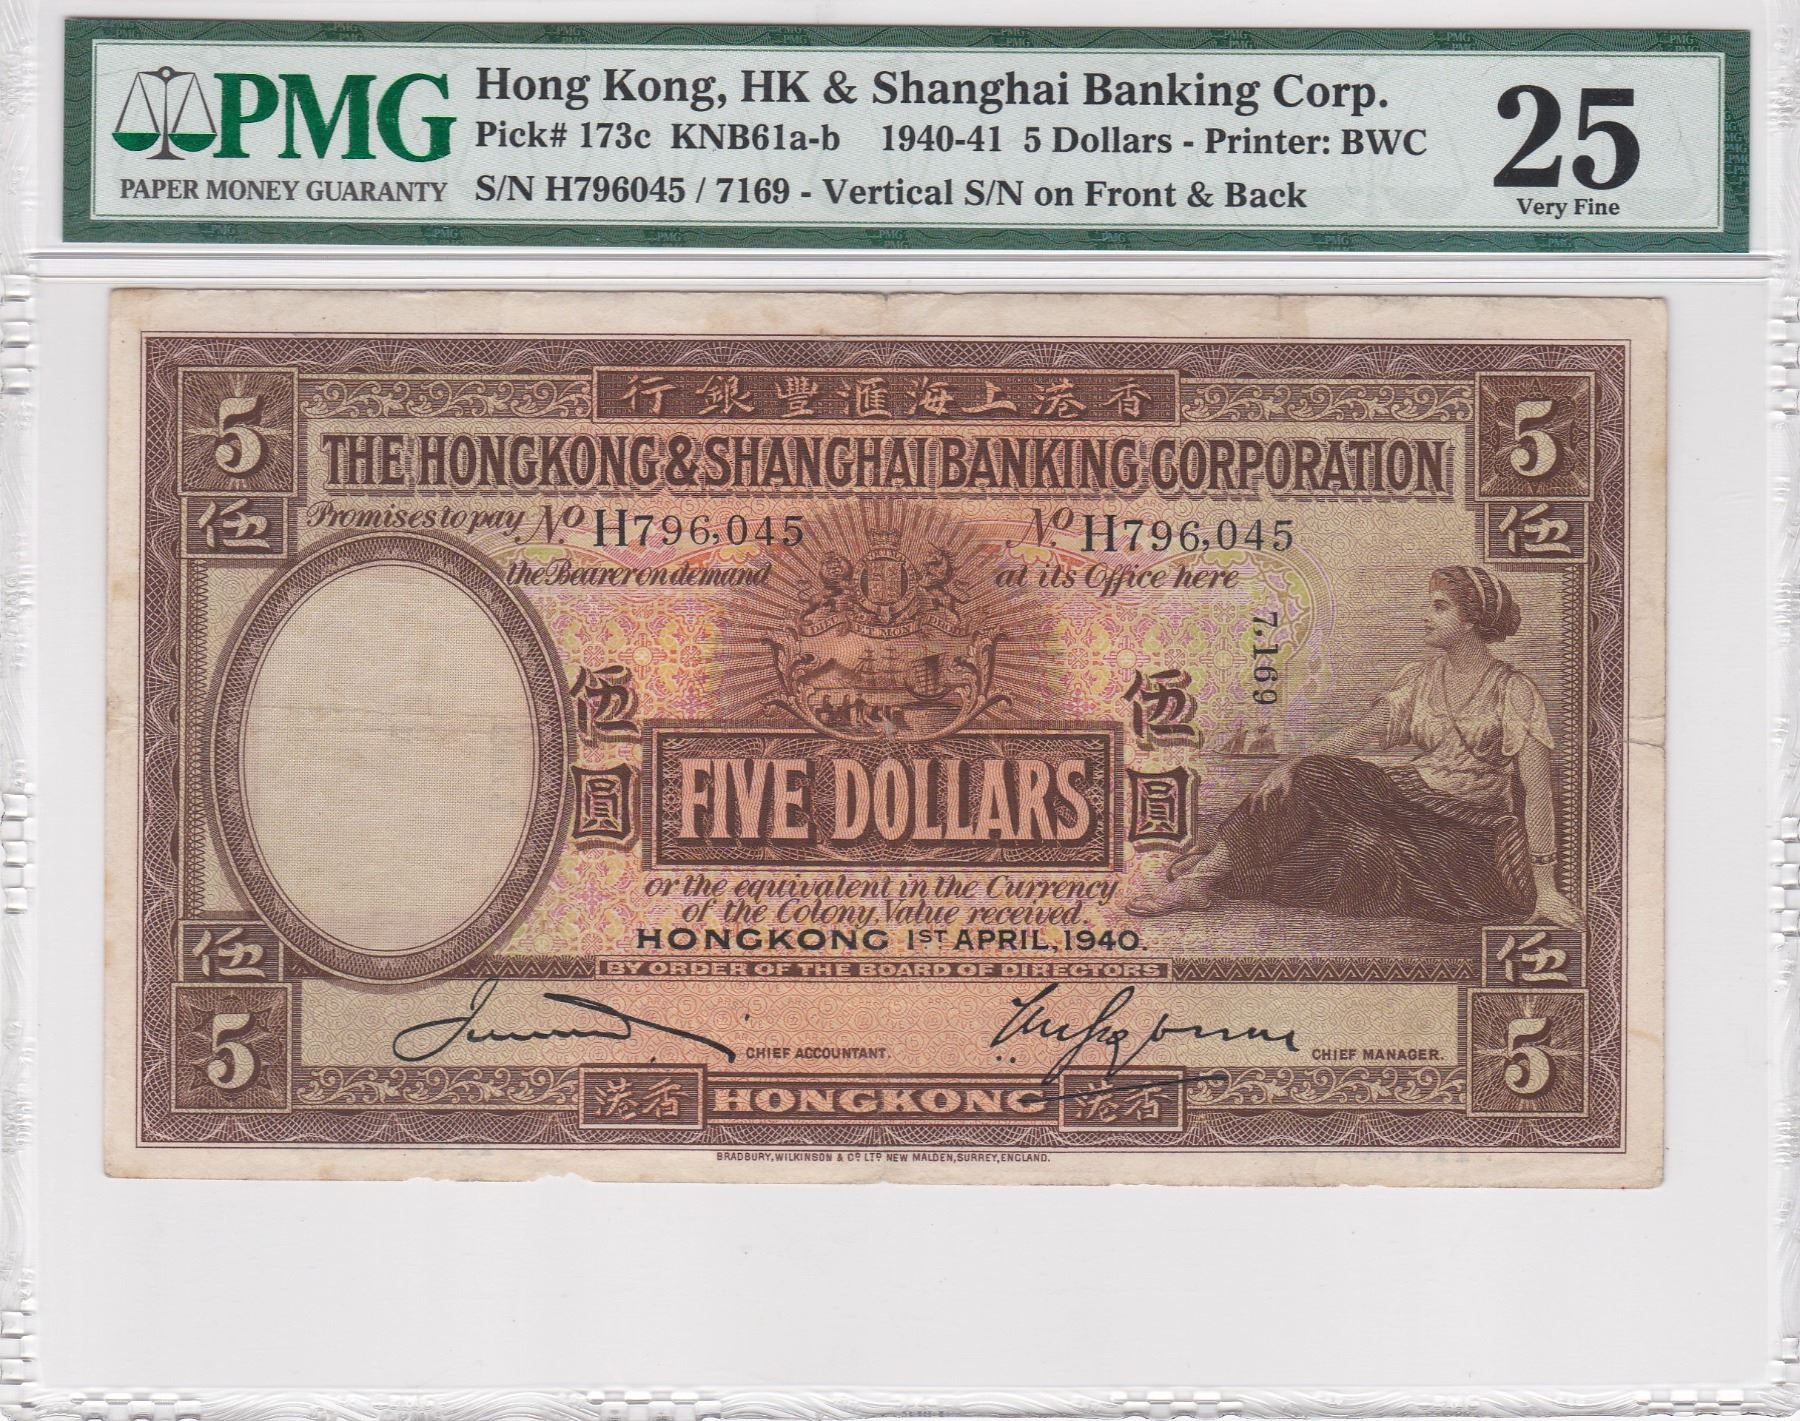 PMG
PAPER MONEY GUARANTY
Hong Kong, HK & Shanghai Banking Corp.
Pick# 173c KNB61a-b 1940-41 5 Dollars - Printer: BWC
S/N H796045 / 7169 - Vertical S/N on Front & Back
25
Very Fine
行銀豐滙海上港香
5
5
THE HONGKONG & SHANGHAI BANKING CORPORATION
伍
伍
Promises to pay No. H796,045 No. H796,045
the Bearer on demand at its Office here
7,169
伍圓
伍圓
FIVE DOLLARS
or the equivalent in the Currency
of the Colony, Value received.
HONGKONG 1ST APRIL, 1940.
伍
伍
BY ORDER OF THE BOARD OF DIRECTORS
5
5
CHIEF ACCOUNTANT.
CHIEF MANAGER.
港香 HONGKONG 港香
BRADBURY, WILKINSON & Co. LTD NEW MALDEN, SURREY, ENGLAND.